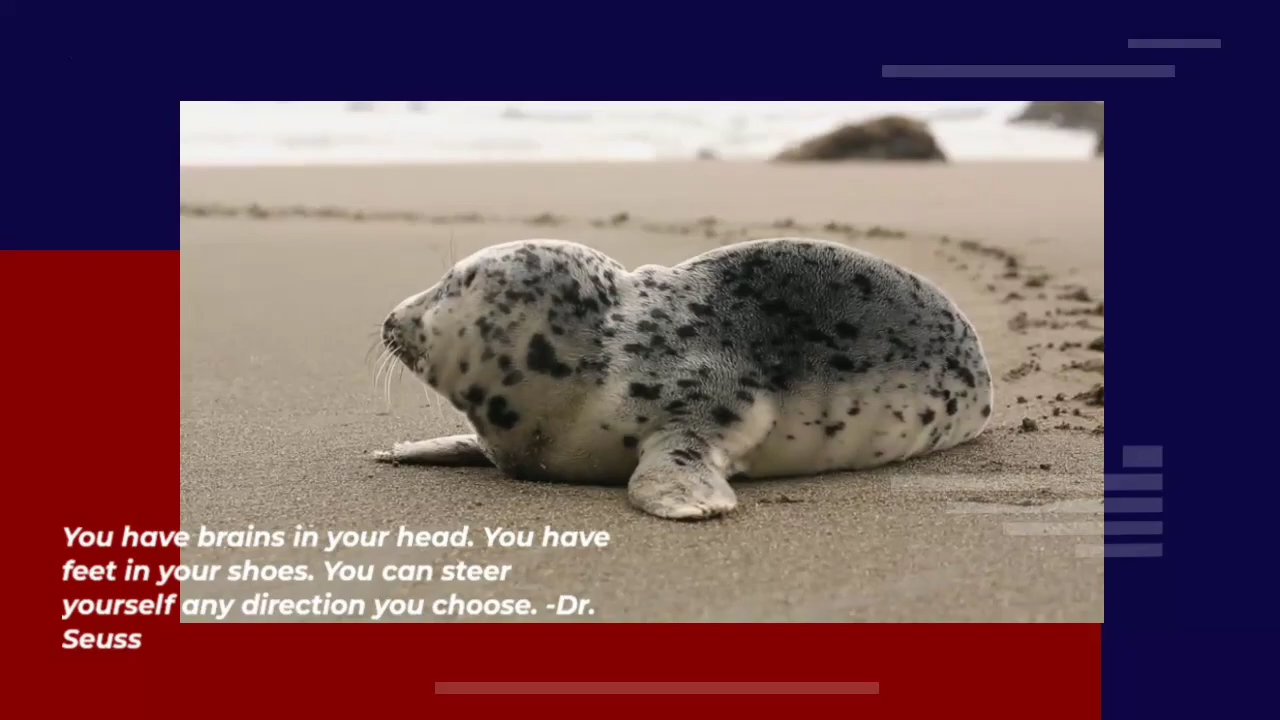 You have brains in your head. You have
feet in your shoes. You can steer
yourself any direction you choose. -Dr.
Seuss